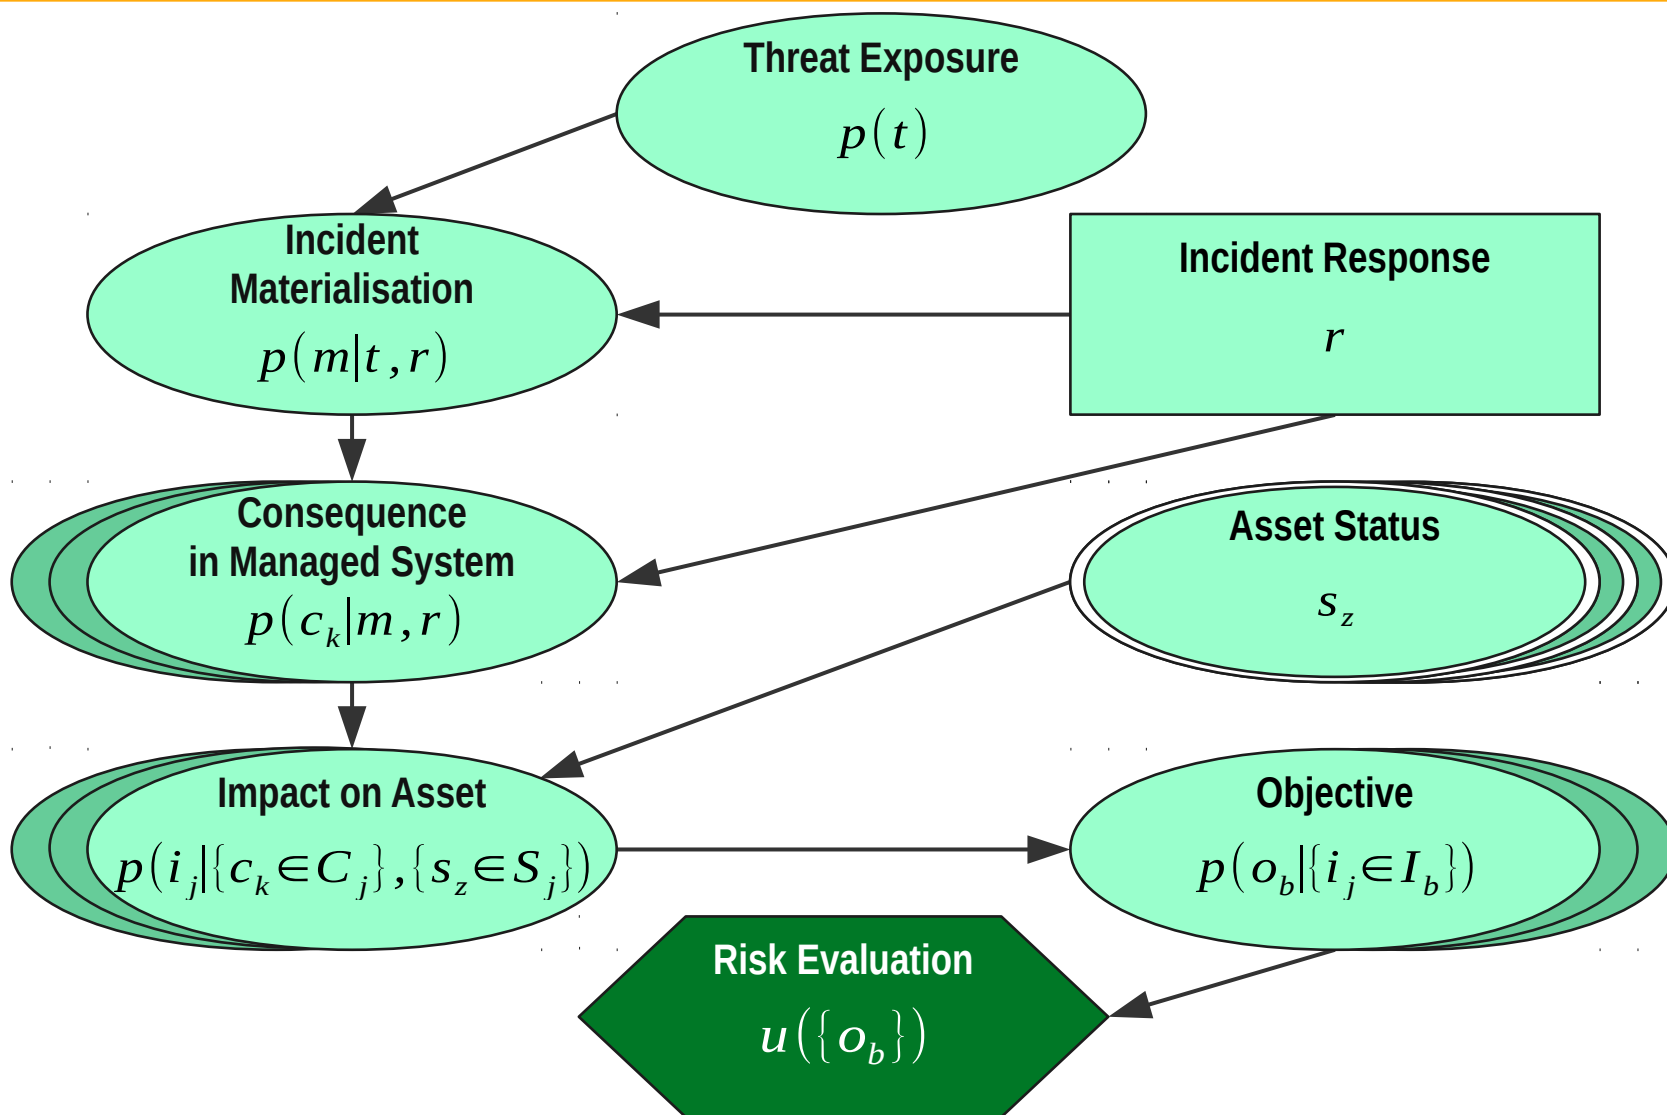 Threat Exposure
p(t)
Incident
Materialisation
p(m|t,r)
Incident Response
r
Consequence
in Managed System
p(c_k|m,r)
Asset Status
s_z
Impact on Asset
p(i_j|{c_k∈C_j},{s_z∈S_j})
Objective
p(o_b|{i_j∈I_b})
Risk Evaluation
u({o_b})